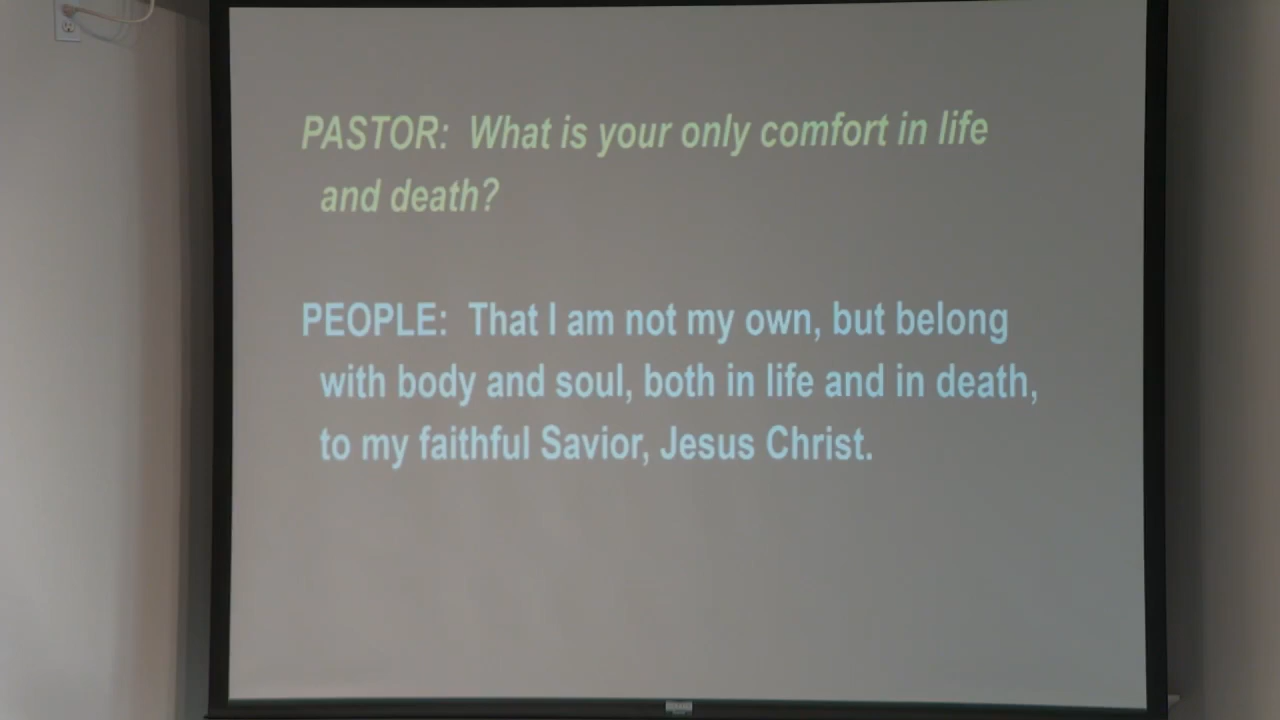 PASTOR: What is your only comfort in life
and death?
PEOPLE: That I am not my own, but belong
with body and soul, both in life and in death,
to my faithful Savior, Jesus Christ.